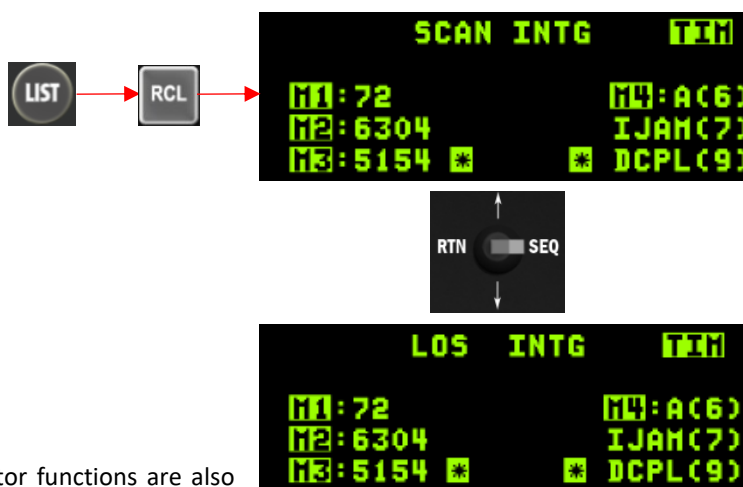 SCAN INTG TIM
LIST RCL
M1:72 M4:A(6)
M2:6304 IJAM(7)
M3:5154 * * DCPL(9)
RTN SEQ
LOS INTG TIM
M1:72 M4:A(6)
M2:6304 IJAM(7)
M3:5154 * * DCPL(9)
tor functions are also